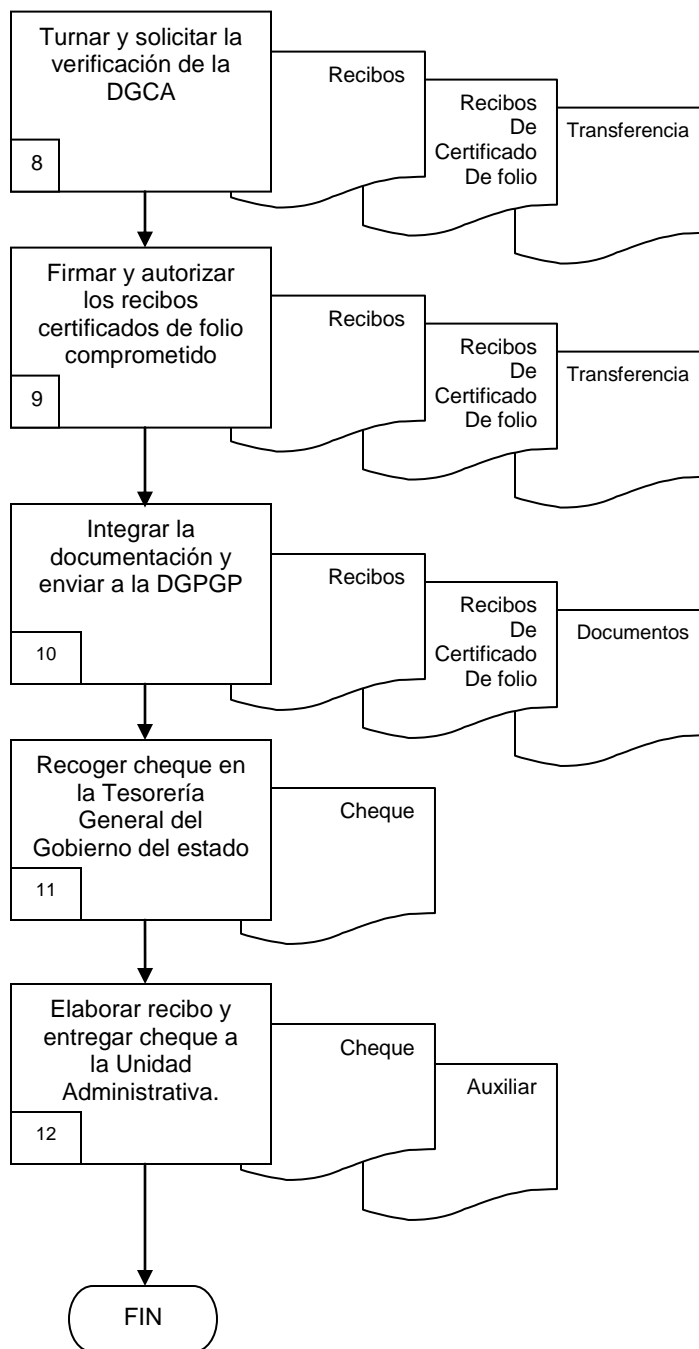 Turnar y solicitar la
verificación de la
DGCA
8
Recibos
Recibos
De
Certificado
De folio
Transferencia
Firmar y autorizar
los recibos
certificados de folio
comprometido
9
Recibos
Recibos
De
Certificado
De folio
Transferencia
Integrar la
documentación y
enviar a la DGPGP
10
Recibos
Recibos
De
Certificado
De folio
Documentos
Recoger cheque en
la Tesorería
General del
Gobierno del estado
11
Cheque
Elaborar recibo y
entregar cheque a
la Unidad
Administrativa.
12
Cheque
Auxiliar
FIN